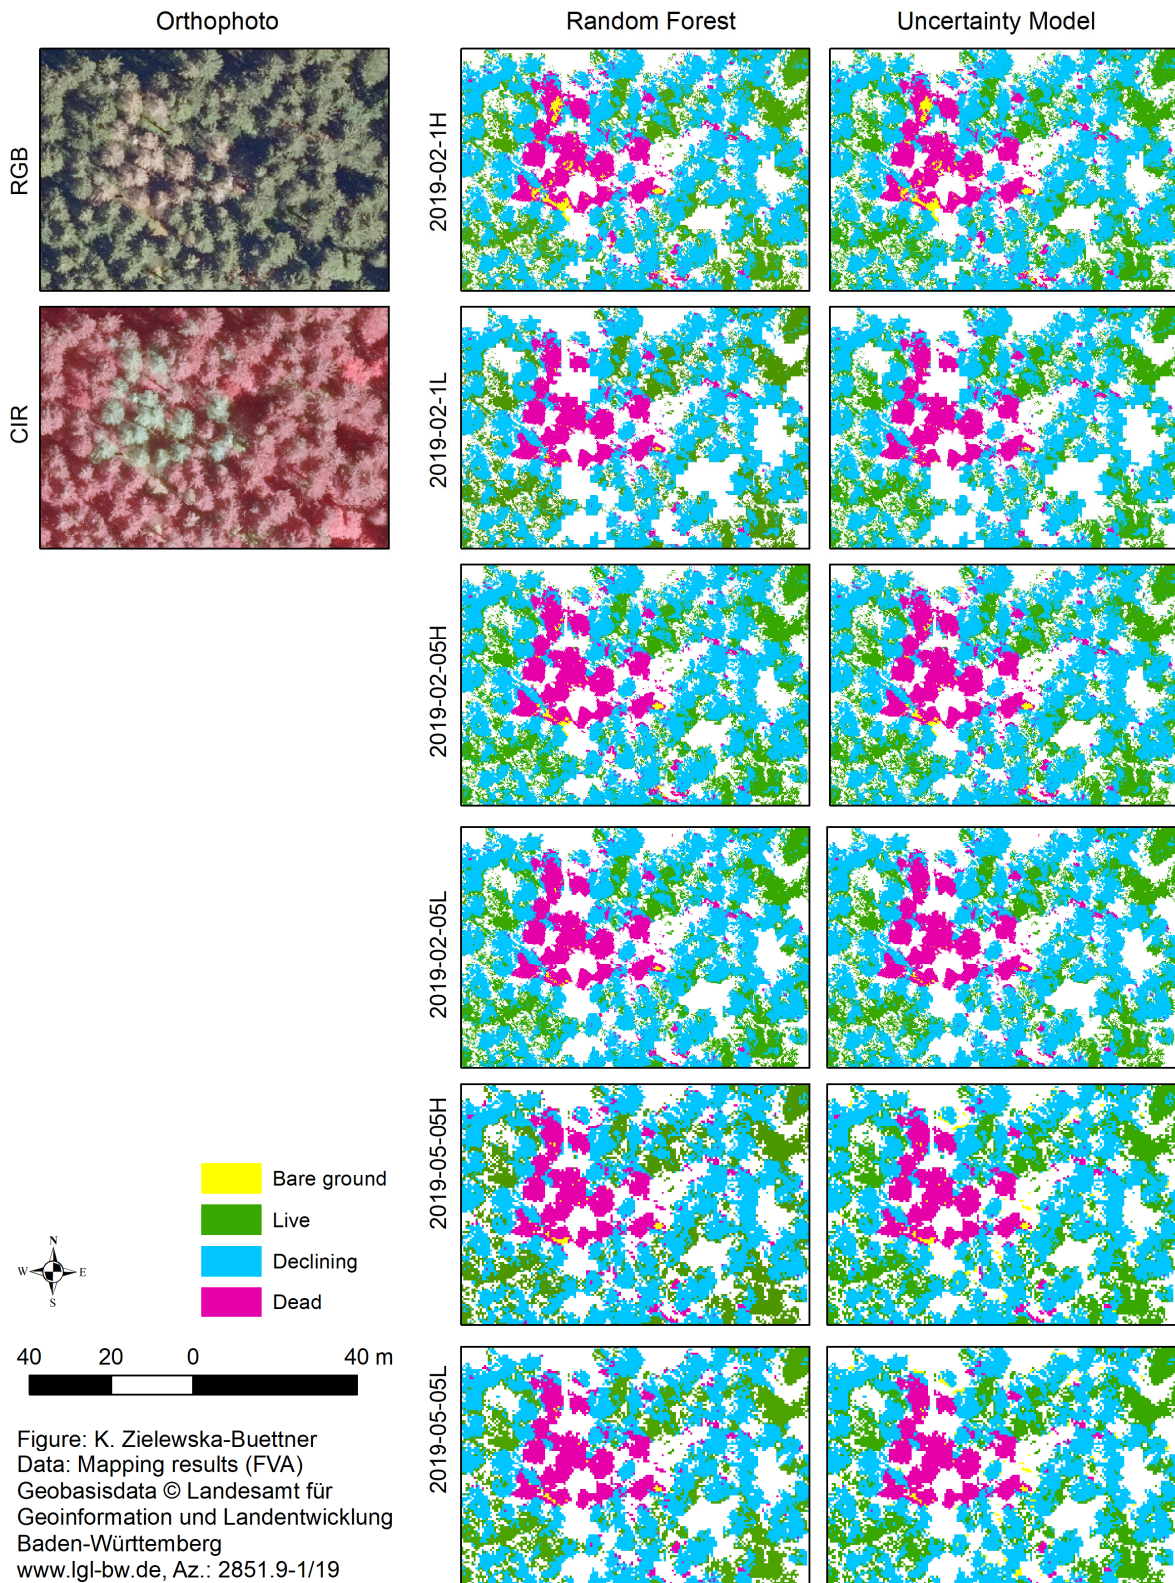 Orthophoto
Random Forest
Uncertainty Model
RGB
2019-02-1H
CIR
2019-02-1L
2019-02-05H
2019-02-05L
2019-05-05H
2019-05-05L
Bare ground
Live
Declining
Dead
N
W E
S
40 20 0 40 m
Figure: K. Zielewska-Buettner
Data: Mapping results (FVA)
Geobasisdata © Landesamt für
Geoinformation und Landentwicklung
Baden-Württemberg
www.lgl-bw.de, Az.: 2851.9-1/19